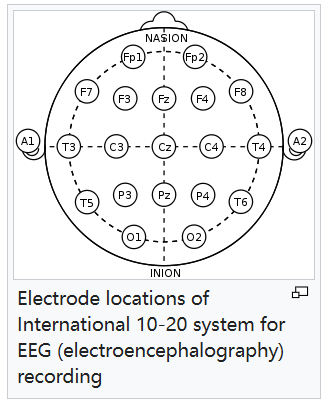 NASION
Fp1 Fp2
F7 F3 Fz F4 F8
A1 T3 C3 Cz C4 T4 A2
T5 P3 Pz P4 T6
O1 O2
INION
Electrode locations of
International 10-20 system for
EEG (electroencephalography)
recording